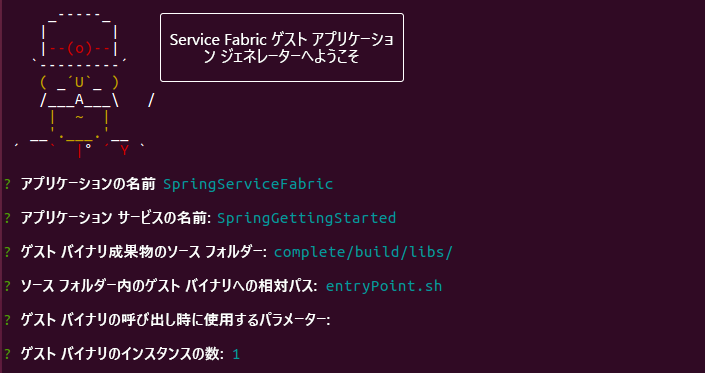 Service Fabric ゲスト アプリケーショ
ン ジェネレーターへようこそ
? アプリケーションの名前 SpringServiceFabric
? アプリケーション サービスの名前: SpringGettingStarted
? ゲスト バイナリ成果物のソース フォルダー: complete/build/libs/
? ソース フォルダー内のゲスト バイナリへの相対パス: entryPoint.sh
? ゲスト バイナリの呼び出し時に使用するパラメーター:
? ゲスト バイナリのインスタンスの数: 1